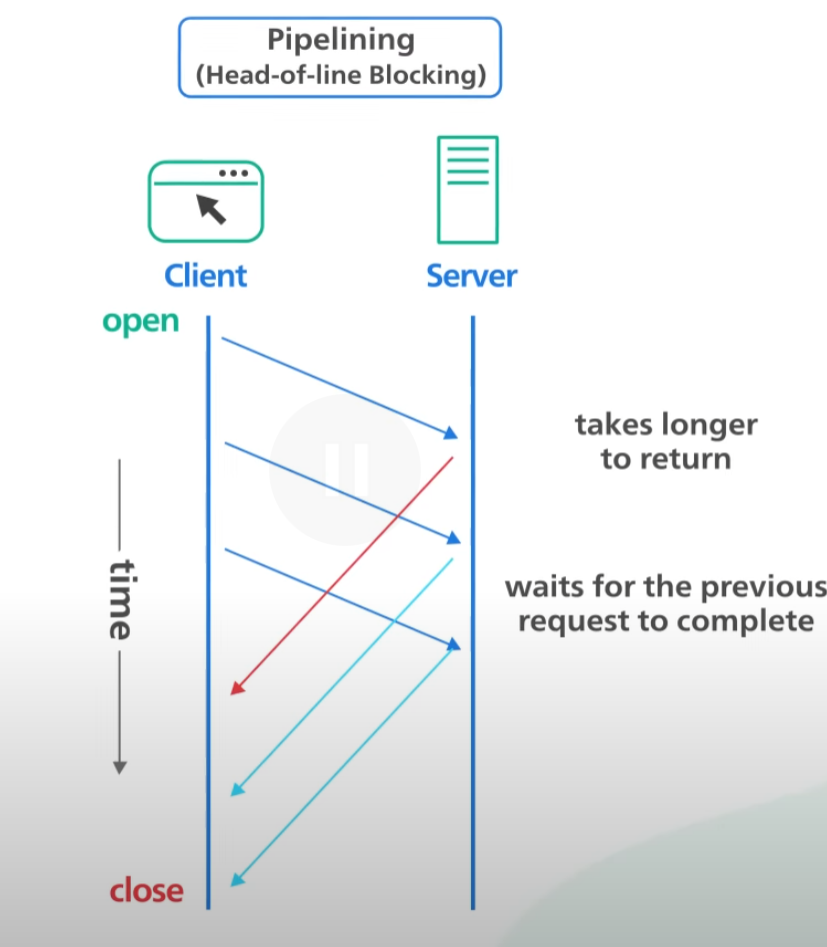 Pipelining
(Head-of-line Blocking)
Client
Server
open
takes longer
to return
time
waits for the previous
request to complete
close